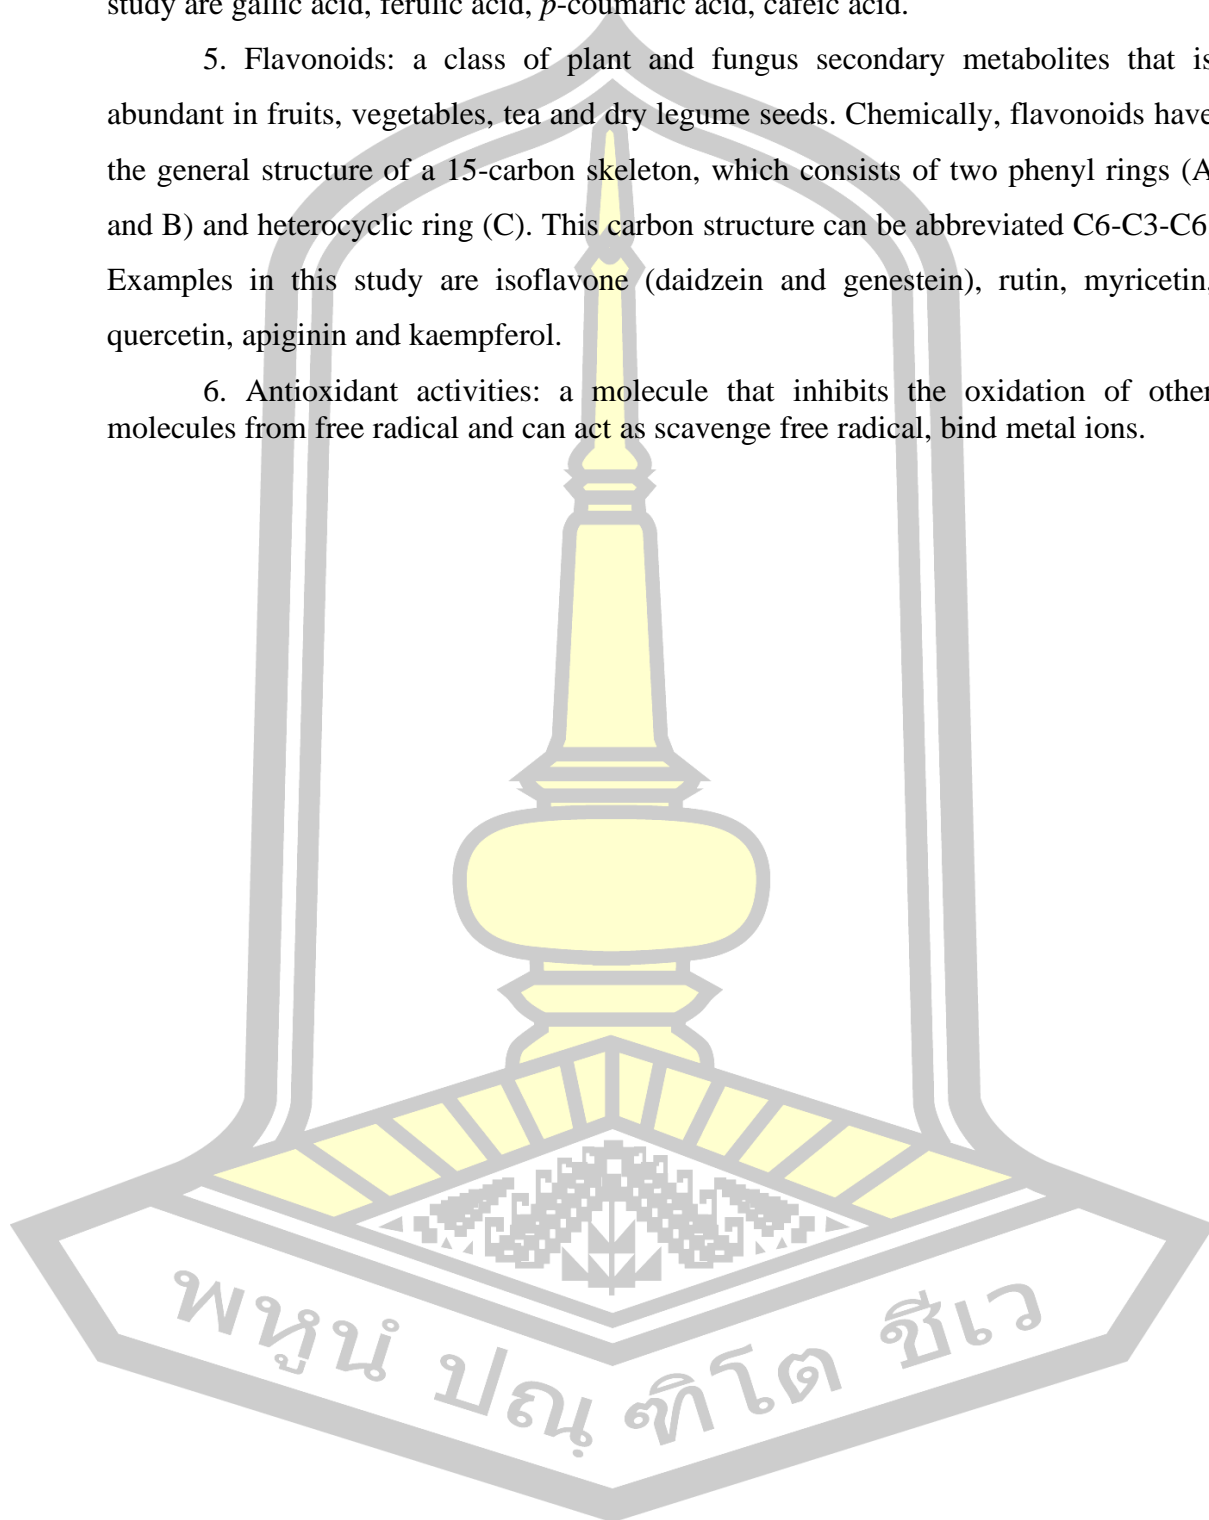 study are gallic acid, ferulic acid, p-coumaric acid, cafeic acid.
5. Flavonoids: a class of plant and fungus secondary metabolites that is
abundant in fruits, vegetables, tea and dry legume seeds. Chemically, flavonoids have
the general structure of a 15-carbon skeleton, which consists of two phenyl rings (A
and B) and heterocyclic ring (C). This carbon structure can be abbreviated C6-C3-C6
Examples in this study are isoflavone (daidzein and genestein), rutin, myricetin,
quercetin, apiginin and kaempferol.
6. Antioxidant activities: a molecule that inhibits the oxidation of other
molecules from free radical and can act as scavenge free radical, bind metal ions.
พหูนํ ปณฺ ฑิโต ชีเว